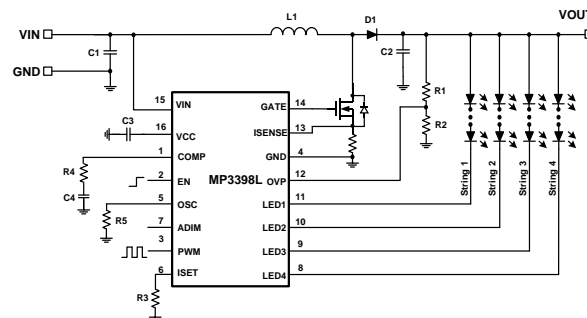 L1
D1
VOUT
VIN
C1
C2
GND
R1
R2
15
VIN
GATE
14
ISENSE
13
C3
16
VCC
GND
4
1
COMP
MP3398L
OVP
12
R4
C4
2
EN
LED1
11
5
OSC
LED2
10
R5
7
ADIM
LED3
9
3
PWM
LED4
8
6
ISET
R3
String 1
String 2
String 3
String 4